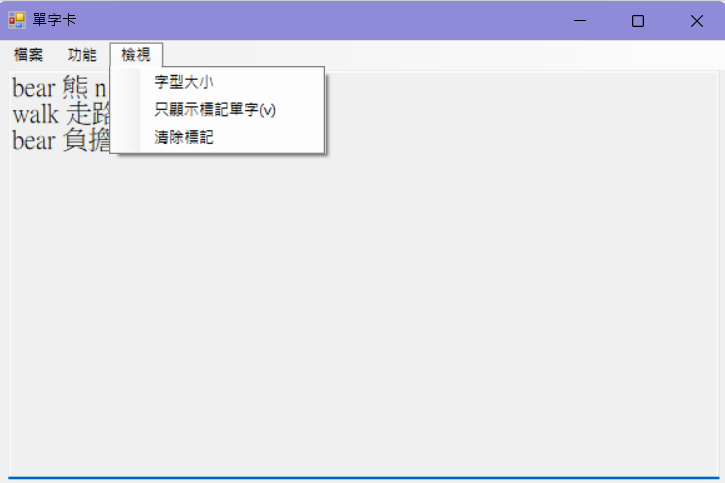 單字卡
檔案 功能 檢視
字型大小
只顯示標記單字(v)
清除標記
bear 熊 n
walk 走路
bear 負擔